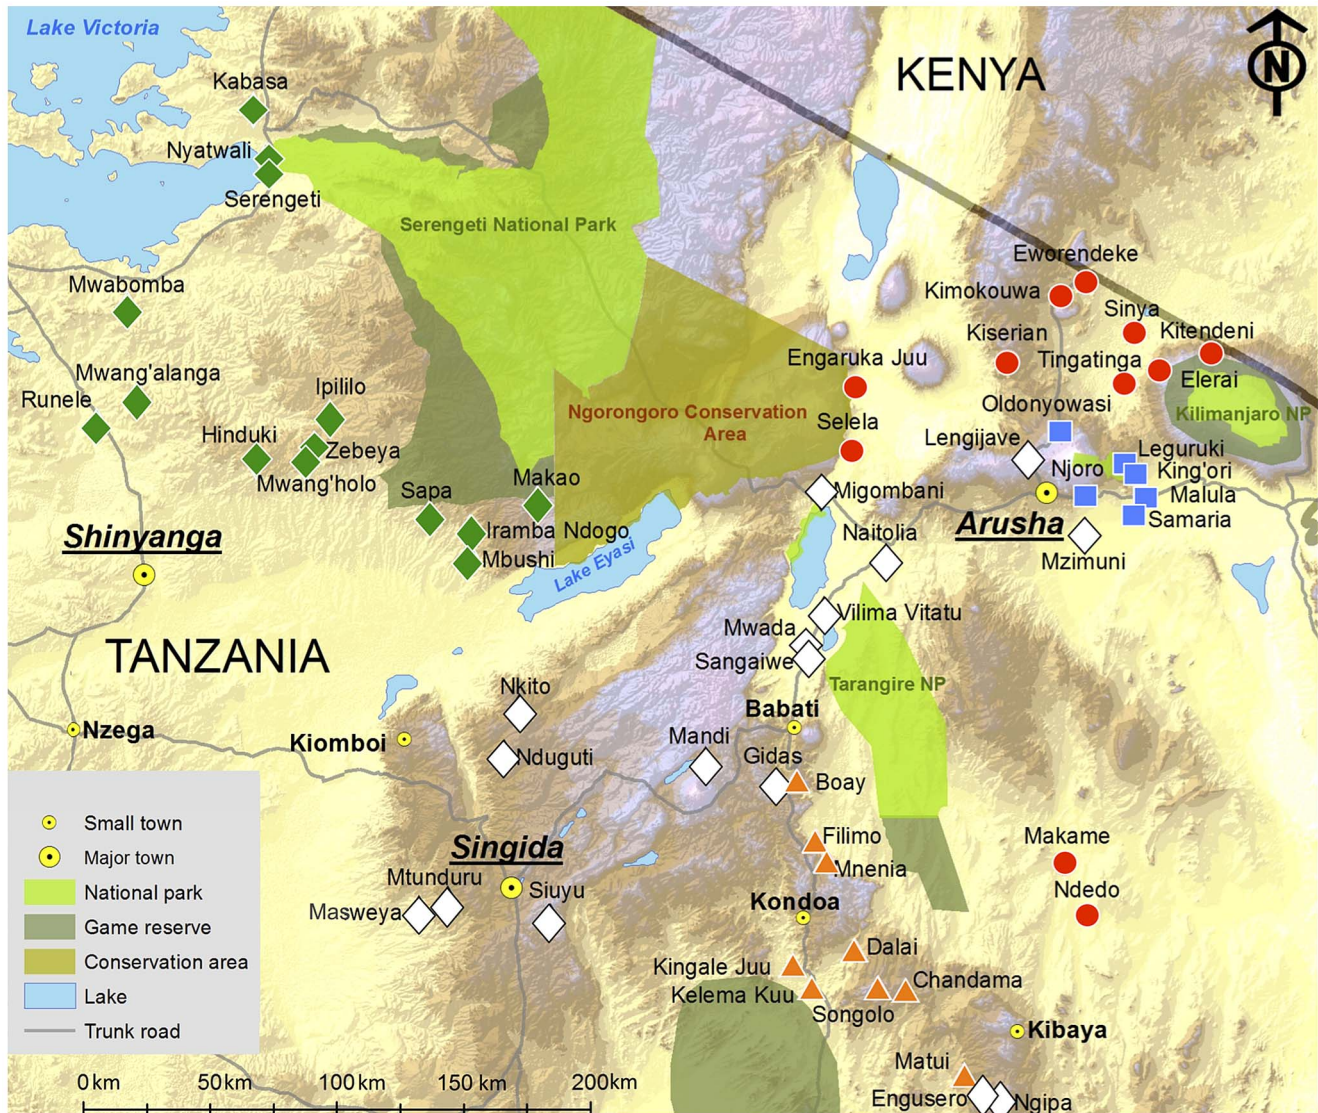 Lake Victoria
Kabasa
KENYA
N
Nyatwali
Serengeti
Serengeti National Park
Eworendeke
Mwabomba
Kimokouwa
Sinya
Kiserian
Kitendeni
Engaruka Juu
Tingatinga
Mwang'alanga
Elerai
Ipililo
Runele
Oldonyowasi
Ngorongoro Conservation
Area
Kilimanjaro NP
Selela
Hinduki
Lengijave
Zebeya
Leguruki
Njoro
King'ori
Mwang'holo
Makao
Sapa
Migombani
Malula
Samaria
Arusha
Shinyanga
Iramba Ndogo
Naitolia
Mbushi
Lake Eyasi
Mzimuni
Vilima Vitatu
Mwada
TANZANIA
Sangaiwe
Tarangire NP
Nkito
Babati
Nzega
Kiomboi
Mandi
Nduguti
Gidas
Boay
Small town
Filimo
Makame
Singida
Major town
Mnenia
Mtunduru
National park
Siuyu
Ndedo
Kondoa
Masweya
Game reserve
Dalai
Conservation area
Kingale Juu
Chandama
Kelema Kuu
Lake
Songolo
Trunk road
Kibaya
Matui
0km 50km 100km 150 km 200km
Engusero
Ngipa